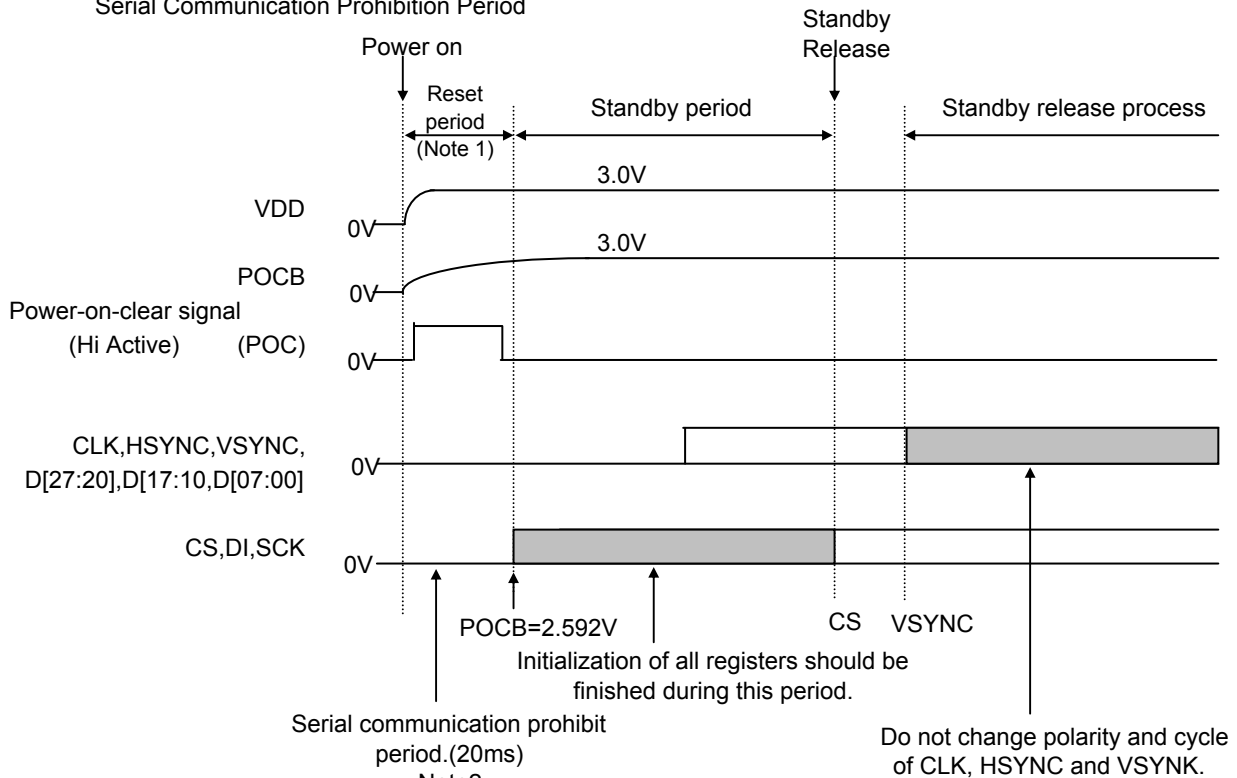 Serial Communication Prohibition Period
Standby
Release
Power on
Reset
period
(Note 1)
Standby period
Standby release process
3.0V
VDD
0V
3.0V
POCB
0V
Power-on-clear signal
(Hi Active) (POC)
0V
CLK,HSYNC,VSYNC,
D[27:20],D[17:10,D[07:00]
0V
CS,DI,SCK
0V
POCB=2.592V
CS VSYNC
Initialization of all registers should be
finished during this period.
Serial communication prohibit
period.(20ms)
Note2
Do not change polarity and cycle
of CLK, HSYNC and VSYNK.